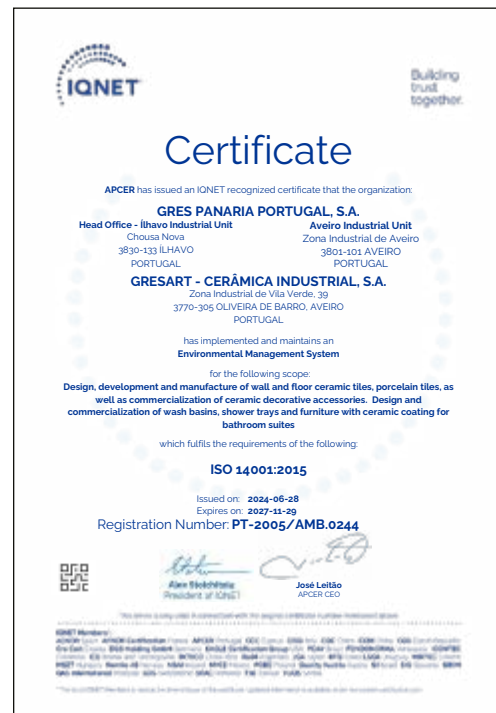 IQNET
Building
trust
together.
Certificate
APCER has issued an IQNET recognized certificate that the organization:
GRES PANARIA PORTUGAL, S.A.
Head Office - Ílhavo Industrial Unit
Chousa Nova
3830-133 ÍLHAVO
PORTUGAL
Aveiro Industrial Unit
Zona Industrial de Aveiro
3801-101 AVEIRO
PORTUGAL
GRESART - CERÂMICA INDUSTRIAL, S.A.
Zona Industrial de Vila Verde, 39
3770-305 OLIVEIRA DE BARRO, AVEIRO
PORTUGAL
has implemented and maintains an
Environmental Management System
for the following scope:
Design, development and manufacture of wall and floor ceramic tiles, porcelain tiles, as
well as commercialization of ceramic decorative accessories. Design and
commercialization of wash basins, shower trays and furniture with ceramic coating for
bathroom suites
which fulfils the requirements of the following:
ISO 14001:2015
Issued on: 2024-06-28
Expires on: 2027-11-29
Registration Number: PT-2005/AMB.0244
Alex Stoichitoiu
President of IQNET
José Leitão
APCER CEO
IQNET Members*: